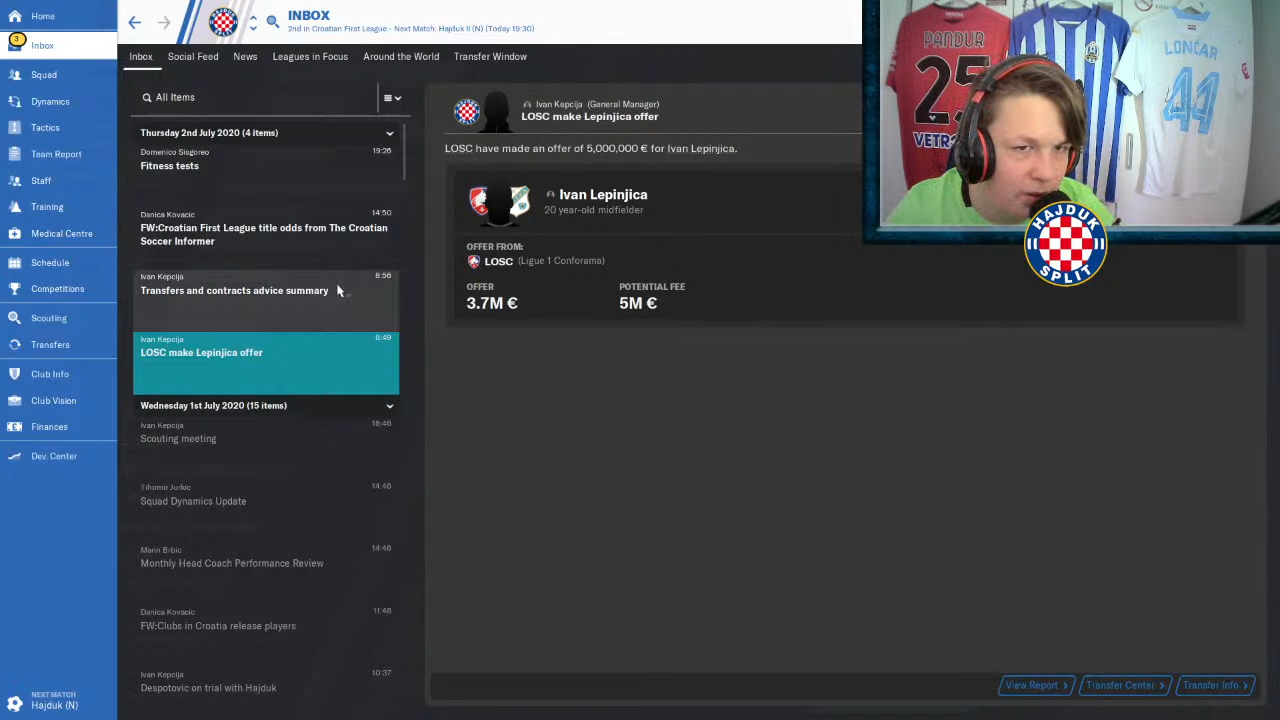 Home
3
Inbox
Squad
Dynamics
Tactics
Team Report
Staff
Training
Medical Centre
Schedule
Competitions
Scouting
Transfers
Club Info
Club Vision
Finances
Dev. Center
NEXT MATCH
Hajduk (N)
INBOX
2nd in Croatian First League - Next Match: Hajduk II (N) (Today 19:30)
Inbox Social Feed News Leagues in Focus Around the World Transfer Window
All Items
Thursday 2nd July 2020 (4 items)
Domenico Sisgoreo 19:26
Fitness tests
Danica Kovacic 14:50
FW:Croatian First League title odds from The Croatian
Soccer Informer
Ivan Kepcija 8:56
Transfers and contracts advice summary
Ivan Kepcija 8:49
LOSC make Lepinjica offer
Wednesday 1st July 2020 (15 items)
Ivan Kepcija 16:46
Scouting meeting
Tihomir Jurkic 14:46
Squad Dynamics Update
Marin Brbic 14:46
Monthly Head Coach Performance Review
Danica Kovacic 11:48
FW:Clubs in Croatia release players
Ivan Kepcija 10:37
Despotovic on trial with Hajduk
Ivan Kepcija (General Manager)
LOSC make Lepinjica offer
LOSC have made an offer of 5,000,000 € for Ivan Lepinjica.
Ivan Lepinjica
20 year-old midfielder
OFFER FROM:
LOSC (Ligue 1 Conforama)
OFFER POTENTIAL FEE
3.7M € 5M €
View Report Transfer Center Transfer Info
PANDUR
25
VETRO
LONČAR
44
HAJDUK
SPLIT